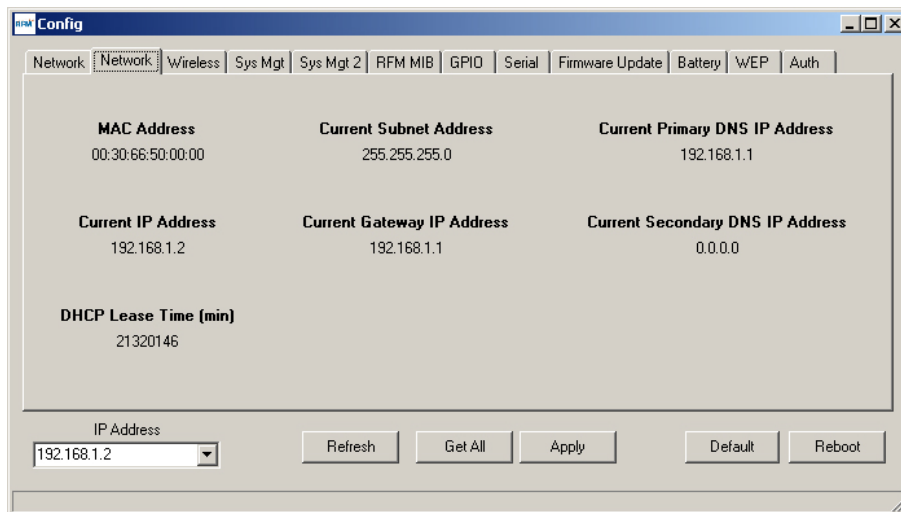 RFM Config
Network Network Wireless Sys Mgt Sys Mgt 2 RFM MIB GPIO Serial Firmware Update Battery WEP Auth
MAC Address Current Subnet Address Current Primary DNS IP Address
00:30:66:50:00:00 255.255.255.0 192.168.1.1
Current IP Address Current Gateway IP Address Current Secondary DNS IP Address
192.168.1.2 192.168.1.1 0.0.0.0
DHCP Lease Time (min)
21320146
IP Address
192.168.1.2 Refresh Get All Apply Default Reboot